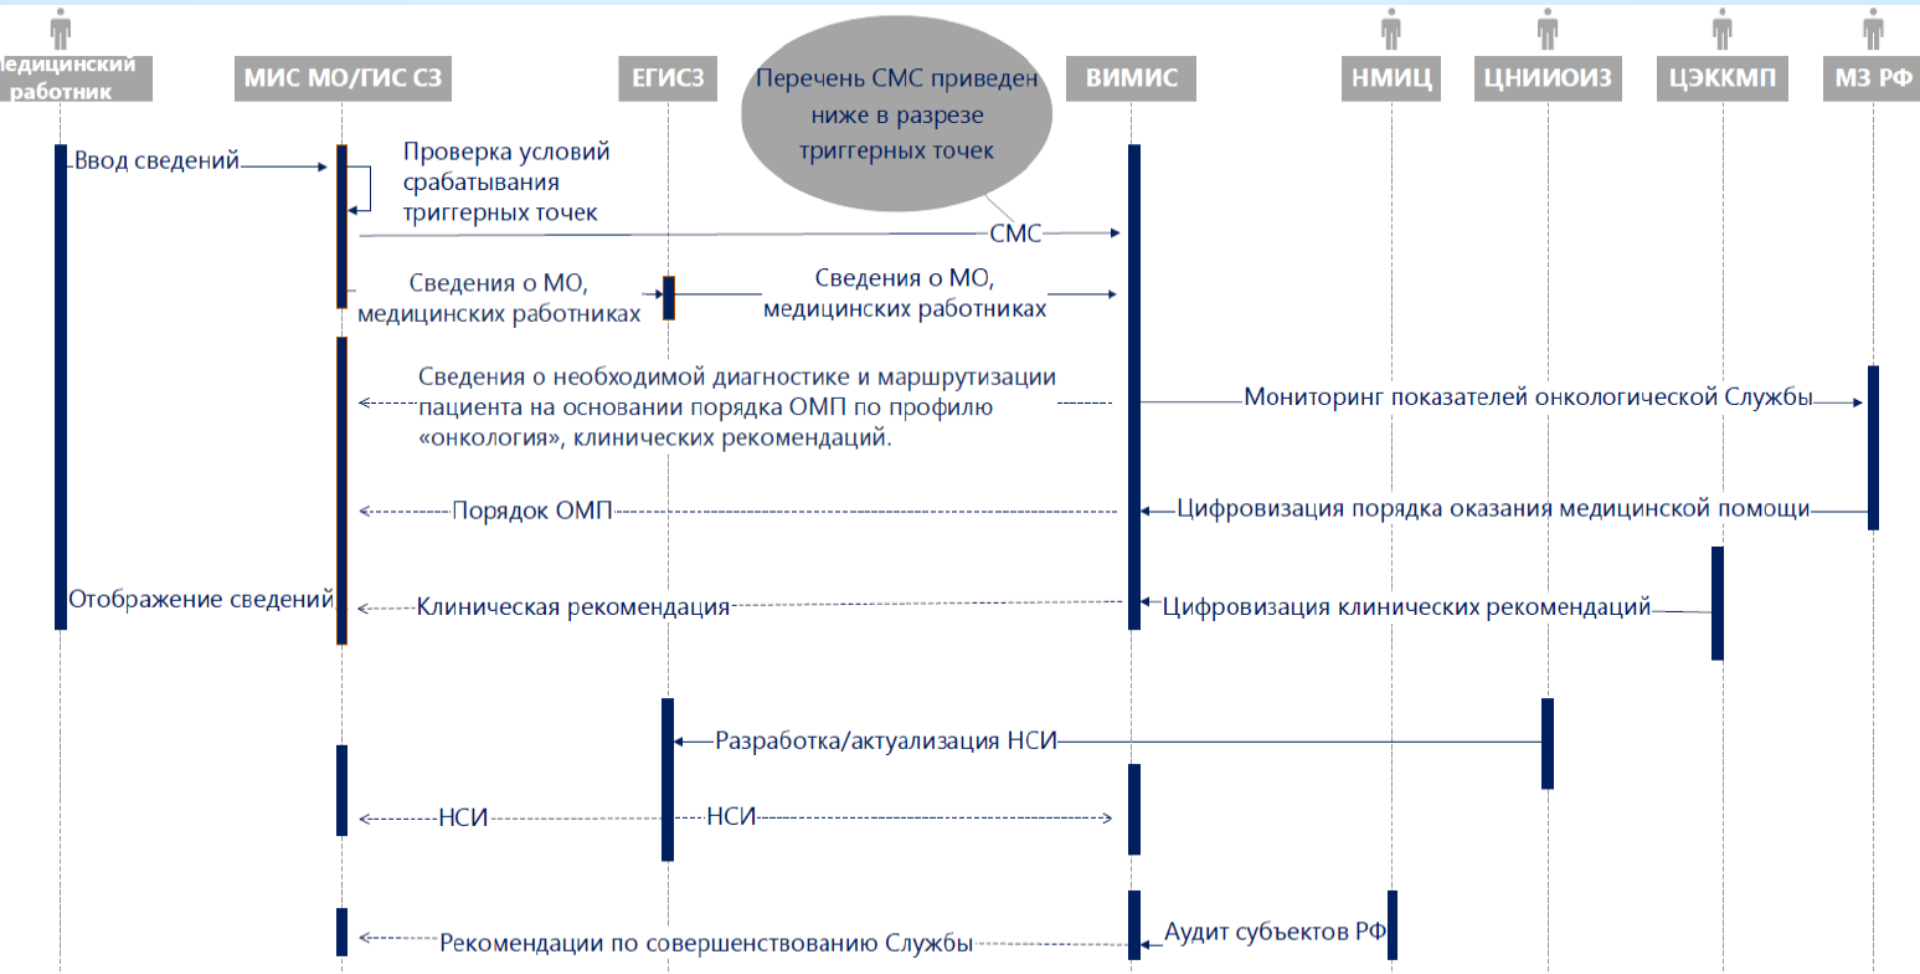 Медицинский
работник
МИС МО/ГИС СЗ
ЕГИСЗ
Перечень СМС приведен
ниже в разрезе
триггерных точек
ВИМИС
НМИЦ
ЦНИИОИЗ
ЦЭККМП
МЗ РФ
Ввод сведений
Проверка условий
срабатывания
триггерных точек
СМС
Сведения о МО,
медицинских работниках
Сведения о МО,
медицинских работниках
Сведения о необходимой диагностике и маршрутизации
пациента на основании порядка ОМП по профилю
«онкология», клинических рекомендаций.
Мониторинг показателей онкологической Службы
Порядок ОМП
Цифровизация порядка оказания медицинской помощи
Отображение сведений
Клиническая рекомендация
Цифровизация клинических рекомендаций
Разработка/актуализация НСИ
НСИ
НСИ
Рекомендации по совершенствованию Службы
Аудит субъектов РФ